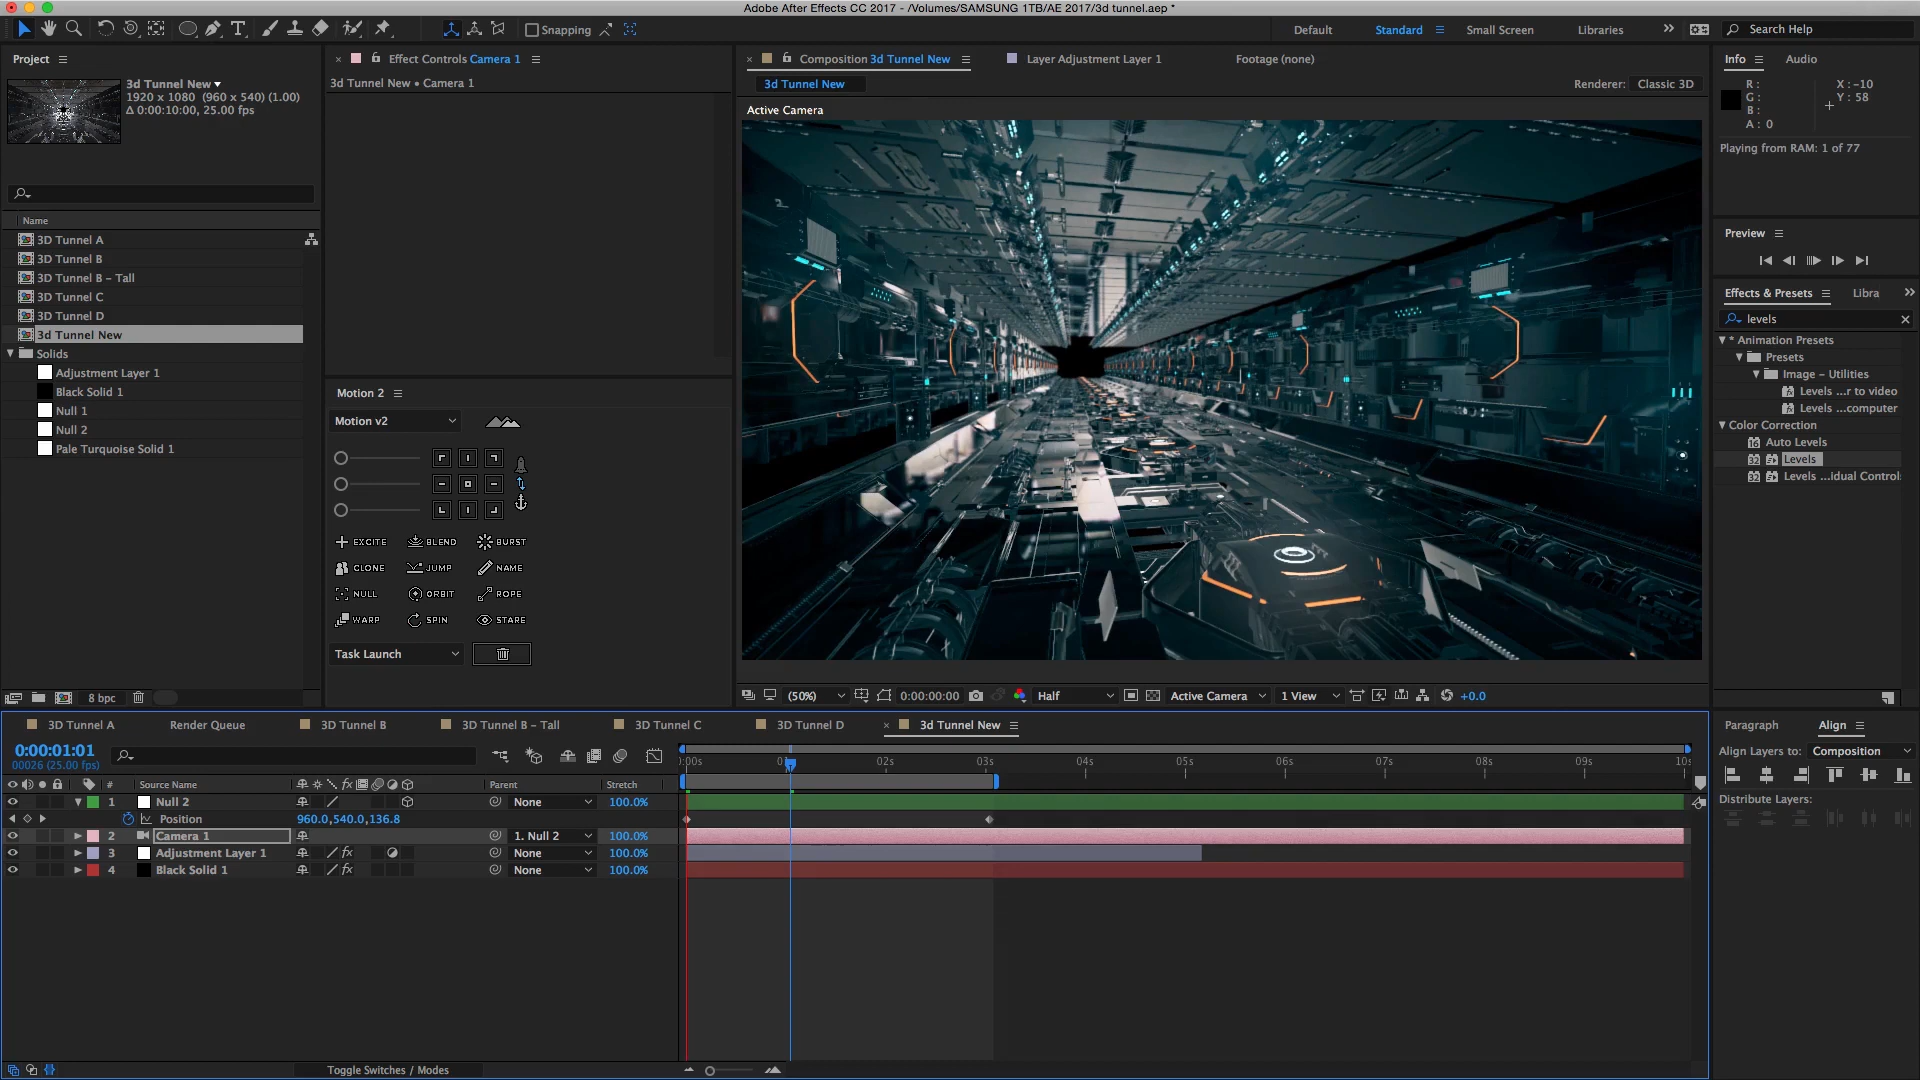 Adobe After Effects CC 2017 - /Volumes/SAMSUNG 1TB/AE 2017/3d tunnel.aep *
Snapping
Default
Standard
Small Screen
Libraries
Search Help
Project
3d Tunnel New
1920 x 1080 (960 x 540) (1.00)
Δ 0:00:10:00, 25.00 fps
Name
3D Tunnel A
3D Tunnel B
3D Tunnel B – Tall
3D Tunnel C
3D Tunnel D
3d Tunnel New
Solids
Adjustment Layer 1
Black Solid 1
Null 1
Null 2
Pale Turquoise Solid 1
8 bpc
Effect Controls Camera 1
3d Tunnel New • Camera 1
Motion 2
Motion v2
EXCITE BLEND BURST
CLONE JUMP NAME
NULL ORBIT ROPE
WARP SPIN STARE
Task Launch
Composition 3d Tunnel New
Layer Adjustment Layer 1
Footage (none)
3d Tunnel New
Renderer: Classic 3D
Active Camera
(50%)
0:00:00:00
Half
Active Camera
1 View
+0.0
Info
Audio
R :
G :
B :
A : 0
X : -10
Y : 58
Playing from RAM: 1 of 77
Preview
Effects & Presets
Libra
levels
* Animation Presets
Presets
Image – Utilities
Levels ...r to video
Levels ...computer
Color Correction
Auto Levels
Levels
Levels ...idual Control
Paragraph
Align
Align Layers to: Composition
Distribute Layers:
3D Tunnel A
Render Queue
3D Tunnel B
3D Tunnel B – Tall
3D Tunnel C
3D Tunnel D
3d Tunnel New
0:00:01:01
00026 (25.00 fps)
# Source Name Parent Stretch
):00s 02s 03s 04s 05s 06s 07s 08s 09s 10s
1 Null 2 None 100.0%
Position 960.0,540.0,136.8
2 Camera 1 1. Null 2 100.0%
3 Adjustment Layer 1 None 100.0%
4 Black Solid 1 None 100.0%
Toggle Switches / Modes